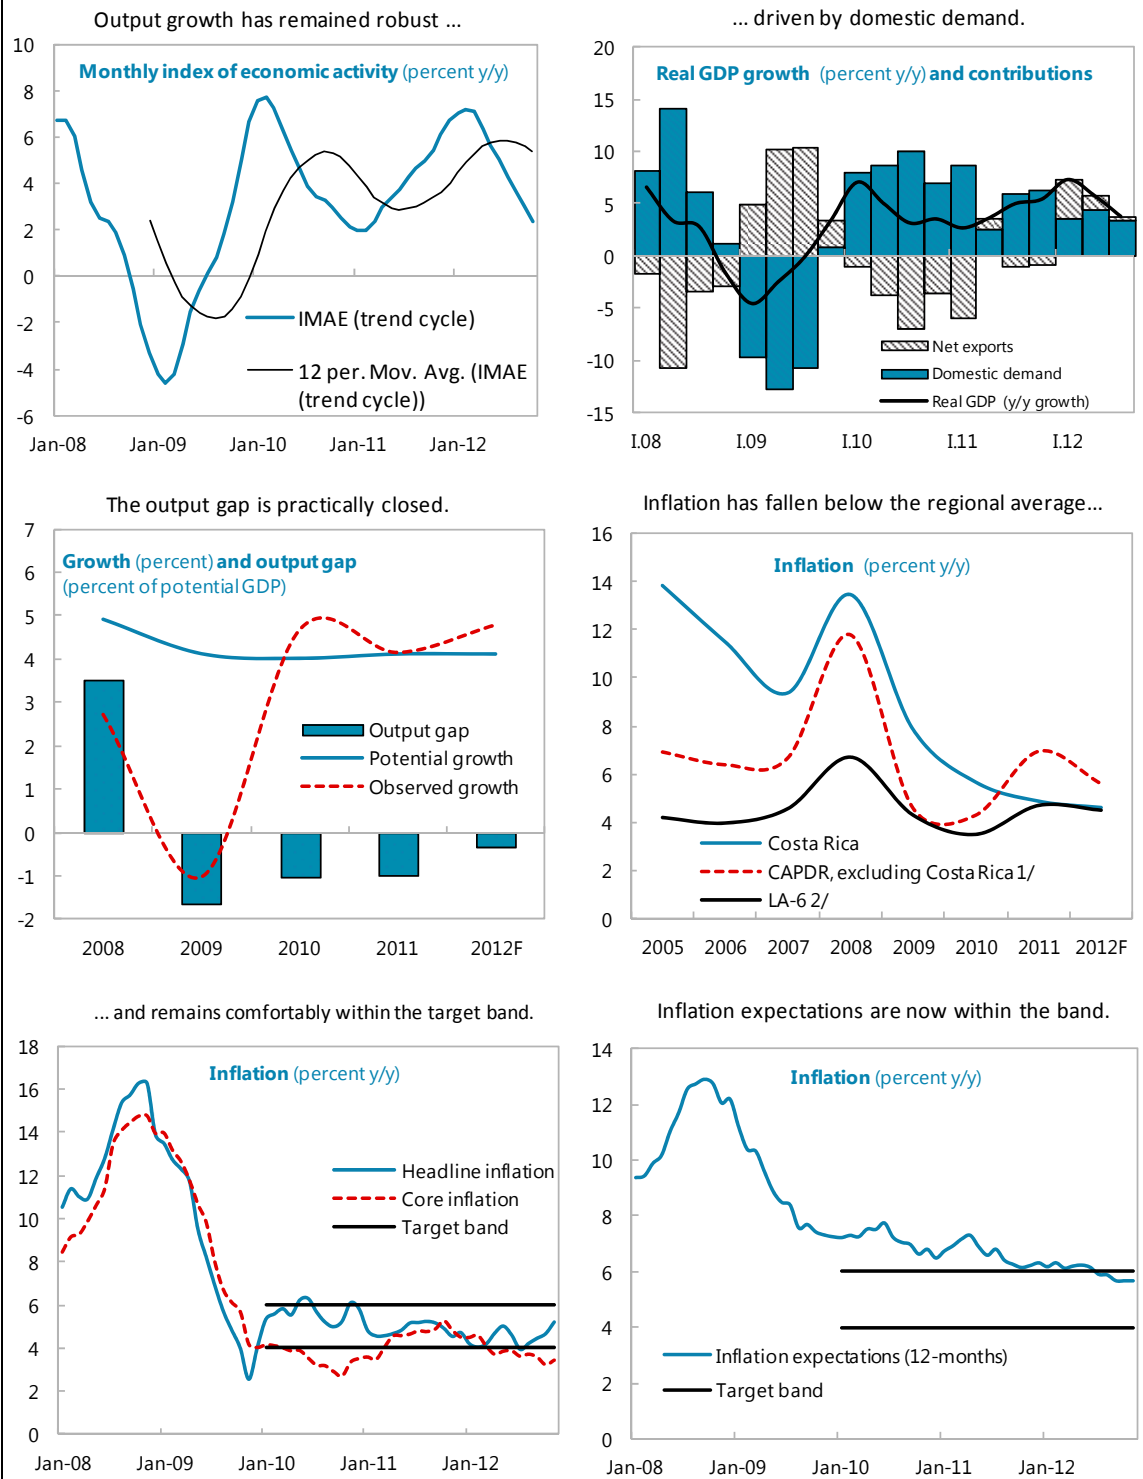 Output growth has remained robust ...
10
8
6
4
2
0
-2
-4
-6
Monthly index of economic activity (percent y/y)
IMAE (trend cycle)
12 per. Mov. Avg. (IMAE
(trend cycle))
Jan-08 Jan-09 Jan-10 Jan-11 Jan-12
... driven by domestic demand.
20
15
10
5
0
-5
-10
-15
Real GDP growth (percent y/y) and contributions
Net exports
Domestic demand
Real GDP (y/y growth)
I.08 I.09 I.10 I.11 I.12
The output gap is practically closed.
7
6
5
4
3
2
1
0
-1
-2
Growth (percent) and output gap
(percent of potential GDP)
Output gap
Potential growth
Observed growth
2008 2009 2010 2011 2012F
Inflation has fallen below the regional average...
16
14
12
10
8
6
4
2
0
Inflation (percent y/y)
Costa Rica
CAPDR, excluding Costa Rica 1/
LA-6 2/
2005 2006 2007 2008 2009 2010 2011 2012F
... and remains comfortably within the target band.
18
16
14
12
10
8
6
4
2
0
Inflation (percent y/y)
Headline inflation
Core inflation
Target band
Jan-08 Jan-09 Jan-10 Jan-11 Jan-12
Inflation expectations are now within the band.
14
12
10
8
6
4
2
0
Inflation (percent y/y)
Inflation expectations (12-months)
Target band
Jan-08 Jan-09 Jan-10 Jan-11 Jan-12